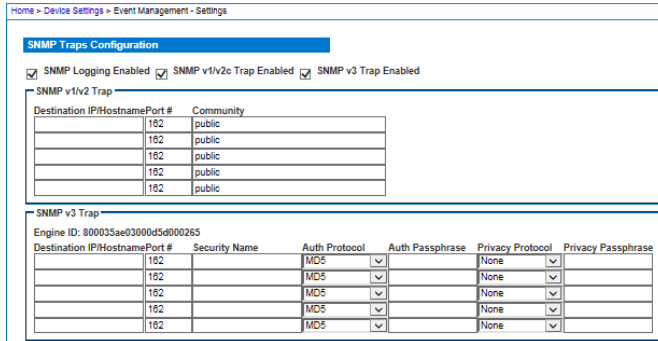 Home > Device Settings > Event Management - Settings
SNMP Traps Configuration
SNMP Logging Enabled SNMP v1/v2c Trap Enabled SNMP v3 Trap Enabled
SNMP v1/v2 Trap
Destination IP/Hostname Port # Community
162 public
162 public
162 public
162 public
162 public
SNMP v3 Trap
Engine ID: 800035ae03000d5d000265
Destination IP/Hostname Port # Security Name Auth Protocol Auth Passphrase Privacy Protocol Privacy Passphrase
162 MD5 None
162 MD5 None
162 MD5 None
162 MD5 None
162 MD5 None